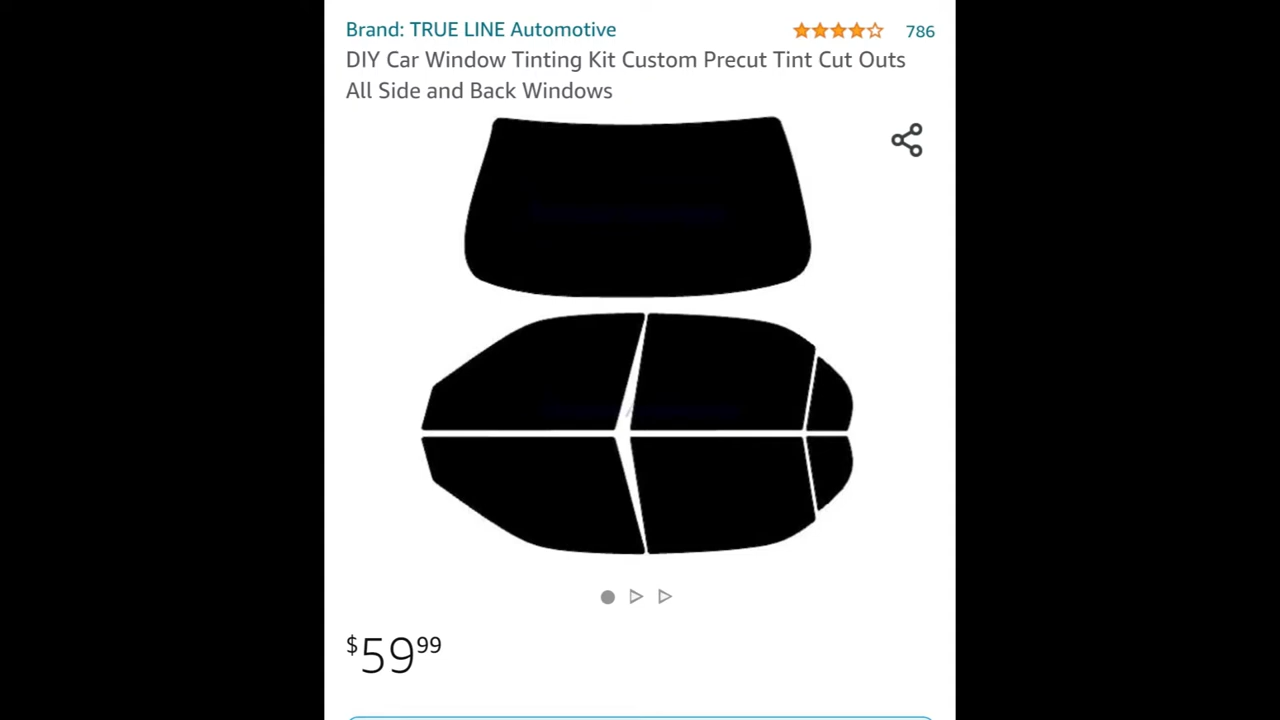 Brand: TRUE LINE Automotive
786
DIY Car Window Tinting Kit Custom Precut Tint Cut Outs
All Side and Back Windows
$5999